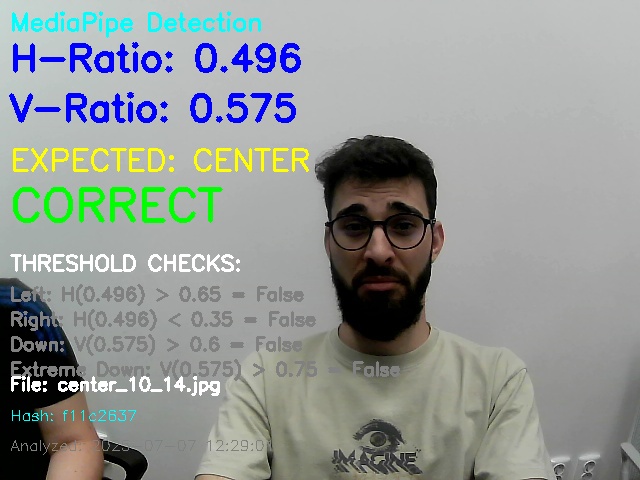 MediaPipe Detection
H-Ratio: 0.496
V-Ratio: 0.575
EXPECTED: CENTER
CORRECT
THRESHOLD CHECKS:
Left: H(0.496) > 0.65 = False
Right: H(0.496) < 0.35 = False
Down: V(0.575) > 0.6 = False
Extreme Down: V(0.575) > 0.75 = False
File: center_10_14.jpg
Hash: f11c2637
Analyzed:
IMAGINE